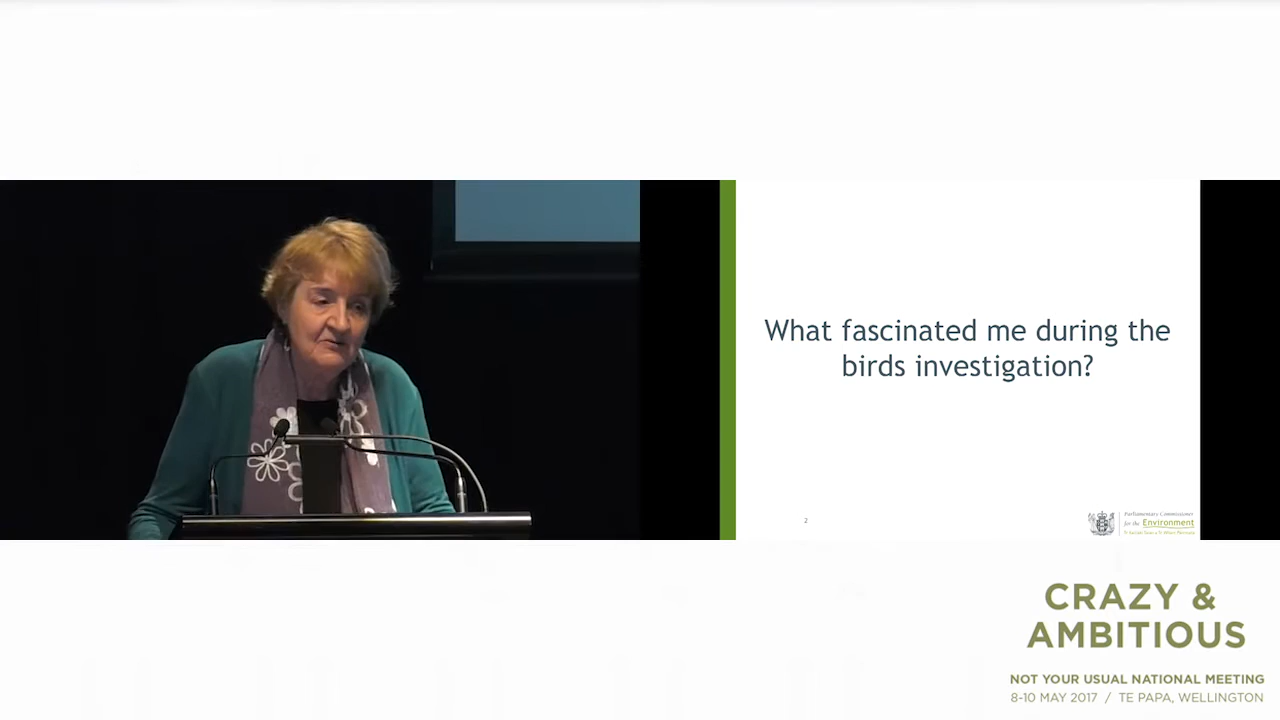 What fascinated me during the
birds investigation?
2
Parliamentary Commissioner
for the Environment
CRAZY &
AMBITIOUS
NOT YOUR USUAL NATIONAL MEETING
8-10 MAY 2017 / TE PAPA, WELLINGTON